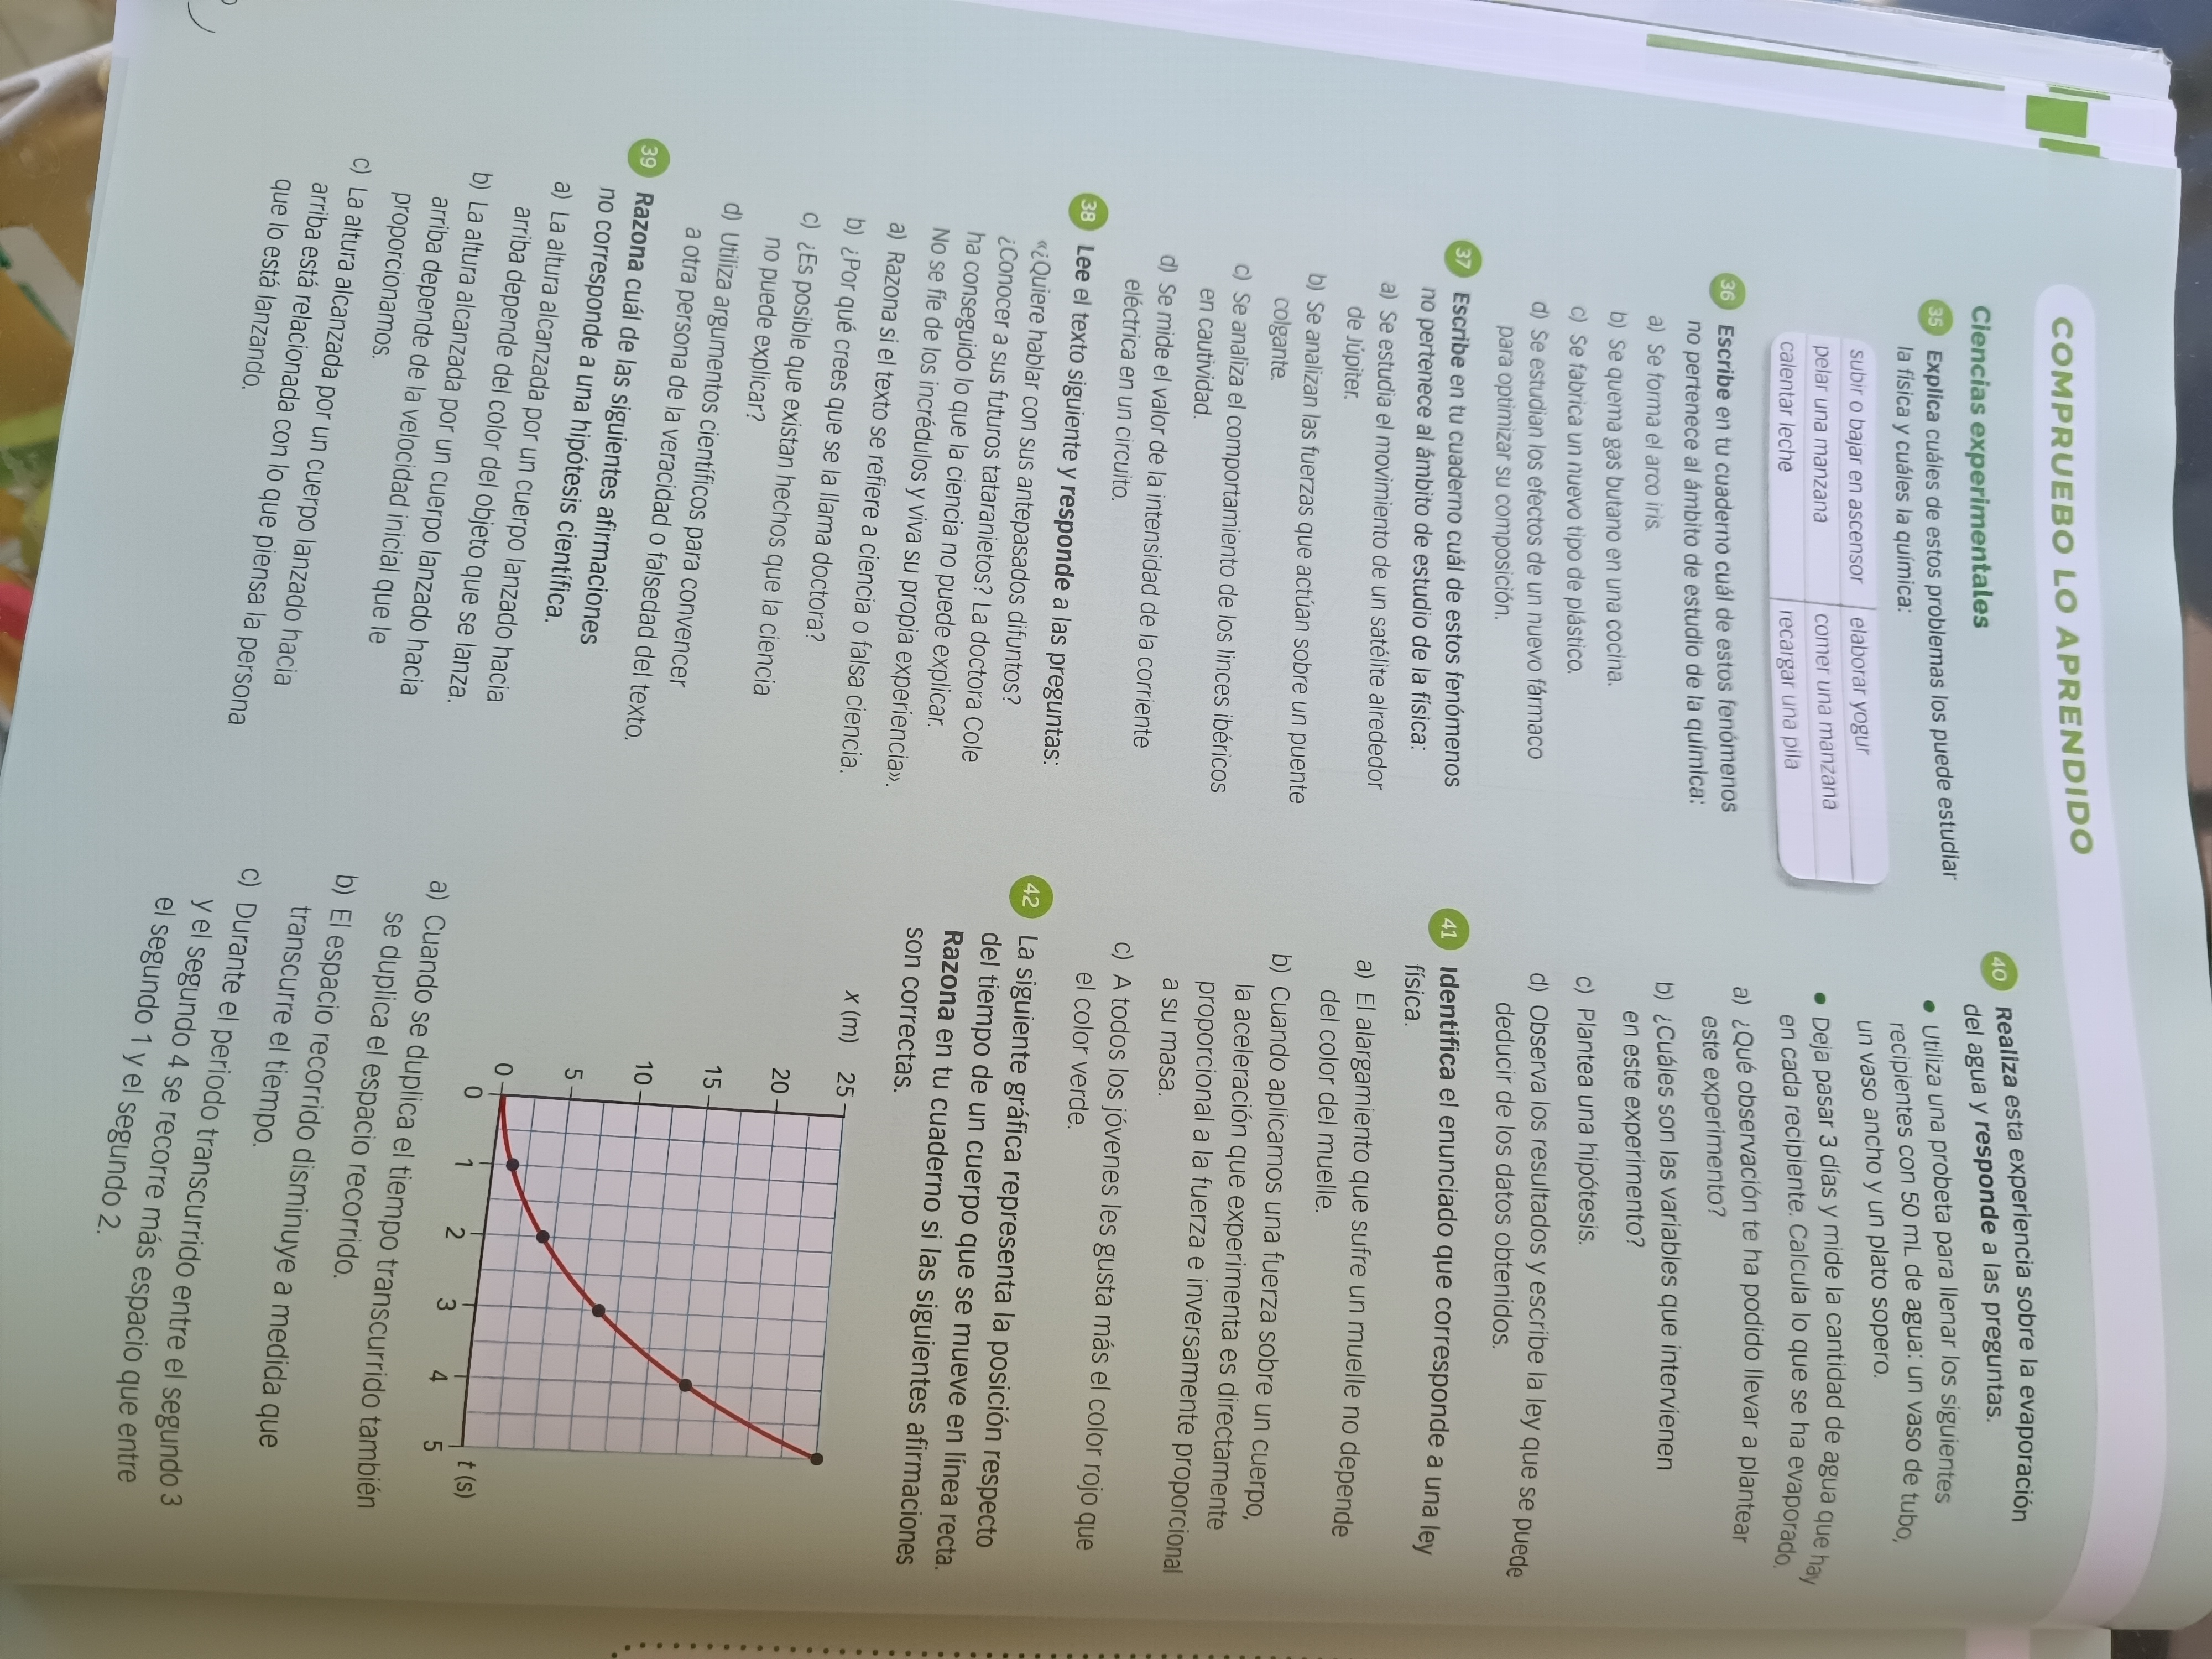 COMPRUEBO LO APRENDIDO
Ciencias experimentales
35 Explica cuáles de estos problemas los puede estudiar
la física y cuáles la química:
subir o bajar en ascensor elaborar yogur
pelar una manzana comer una manzana
calentar leche recargar una pila
36 Escribe en tu cuaderno cuál de estos fenómenos
no pertenece al ámbito de estudio de la química:
a) Se forma el arco iris.
b) Se quema gas butano en una cocina.
c) Se fabrica un nuevo tipo de plástico.
d) Se estudian los efectos de un nuevo fármaco
para optimizar su composición.
37 Escribe en tu cuaderno cuál de estos fenómenos
no pertenece al ámbito de estudio de la física:
a) Se estudia el movimiento de un satélite alrededor
de Júpiter.
b) Se analizan las fuerzas que actúan sobre un puente
colgante.
c) Se analiza el comportamiento de los linces ibéricos
en cautividad.
d) Se mide el valor de la intensidad de la corriente
eléctrica en un circuito.
38 Lee el texto siguiente y responde a las preguntas:
«¿Quiere hablar con sus antepasados difuntos?
¿Conocer a sus futuros tataranietos? La doctora Cole
ha conseguido lo que la ciencia no puede explicar.
No se fíe de los incrédulos y viva su propia experiencia».
a) Razona si el texto se refiere a ciencia o falsa ciencia.
b) ¿Por qué crees que se la llama doctora?
c) ¿Es posible que existan hechos que la ciencia
no puede explicar?
d) Utiliza argumentos científicos para convencer
a otra persona de la veracidad o falsedad del texto.
39 Razona cuál de las siguientes afirmaciones
no corresponde a una hipótesis científica.
a) La altura alcanzada por un cuerpo lanzado hacia
arriba depende del color del objeto que se lanza.
b) La altura alcanzada por un cuerpo lanzado hacia
arriba depende de la velocidad inicial que le
proporcionamos.
c) La altura alcanzada por un cuerpo lanzado hacia
arriba está relacionada con lo que piensa la persona
que lo está lanzando.
40 Realiza esta experiencia sobre la evaporación
del agua y responde a las preguntas.
• Utiliza una probeta para llenar los siguientes
recipientes con 50 mL de agua: un vaso de tubo,
un vaso ancho y un plato sopero.
• Deja pasar 3 días y mide la cantidad de agua que hay
en cada recipiente. Calcula lo que se ha evaporado.
a) ¿Qué observación te ha podido llevar a plantear
este experimento?
b) ¿Cuáles son las variables que intervienen
en este experimento?
c) Plantea una hipótesis.
d) Observa los resultados y escribe la ley que se puede
deducir de los datos obtenidos.
41 Identifica el enunciado que corresponde a una ley
física.
a) El alargamiento que sufre un muelle no depende
del color del muelle.
b) Cuando aplicamos una fuerza sobre un cuerpo,
la aceleración que experimenta es directamente
proporcional a la fuerza e inversamente proporcional
a su masa.
c) A todos los jóvenes les gusta más el color rojo que
el color verde.
42 La siguiente gráfica representa la posición respecto
del tiempo de un cuerpo que se mueve en línea recta.
Razona en tu cuaderno si las siguientes afirmaciones
son correctas.
x (m) 25
20
15
10
5
0
0 1 2 3 4 5 t (s)
a) Cuando se duplica el tiempo transcurrido también
se duplica el espacio recorrido.
b) El espacio recorrido disminuye a medida que
transcurre el tiempo.
c) Durante el periodo transcurrido entre el segundo 3
y el segundo 4 se recorre más espacio que entre
el segundo 1 y el segundo 2.